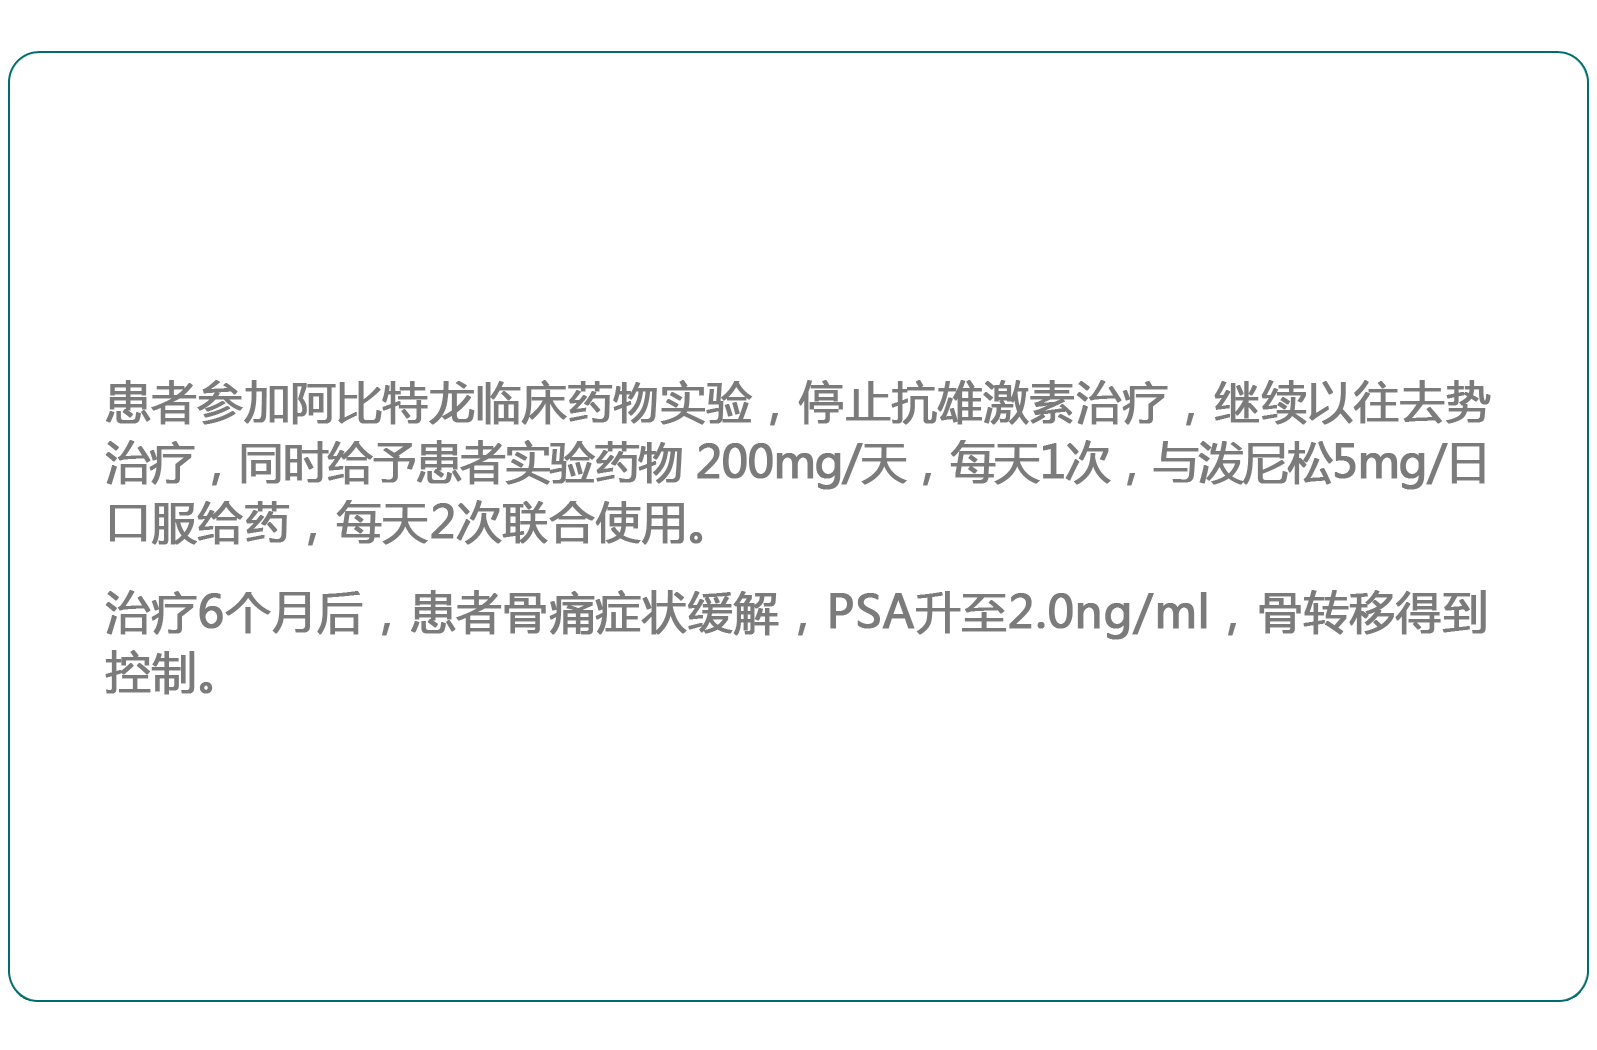 患者参加阿比特龙临床药物实验，停止抗雄激素治疗，继续以往去势
治疗，同时给予患者实验药物 200mg/天，每天1次，与泼尼松5mg/日
口服给药，每天2次联合使用。
治疗6个月后，患者骨痛症状缓解，PSA升至2.0ng/ml，骨转移得到
控制。